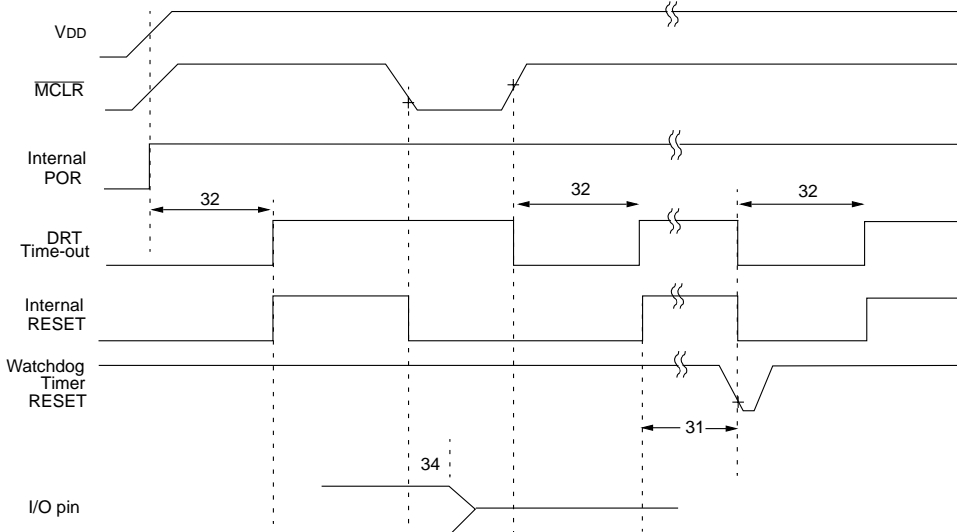 VDD
MCLR
Internal
POR
32
32
32
DRT
Time-out
Internal
RESET
Watchdog
Timer
RESET
31
34
I/O pin